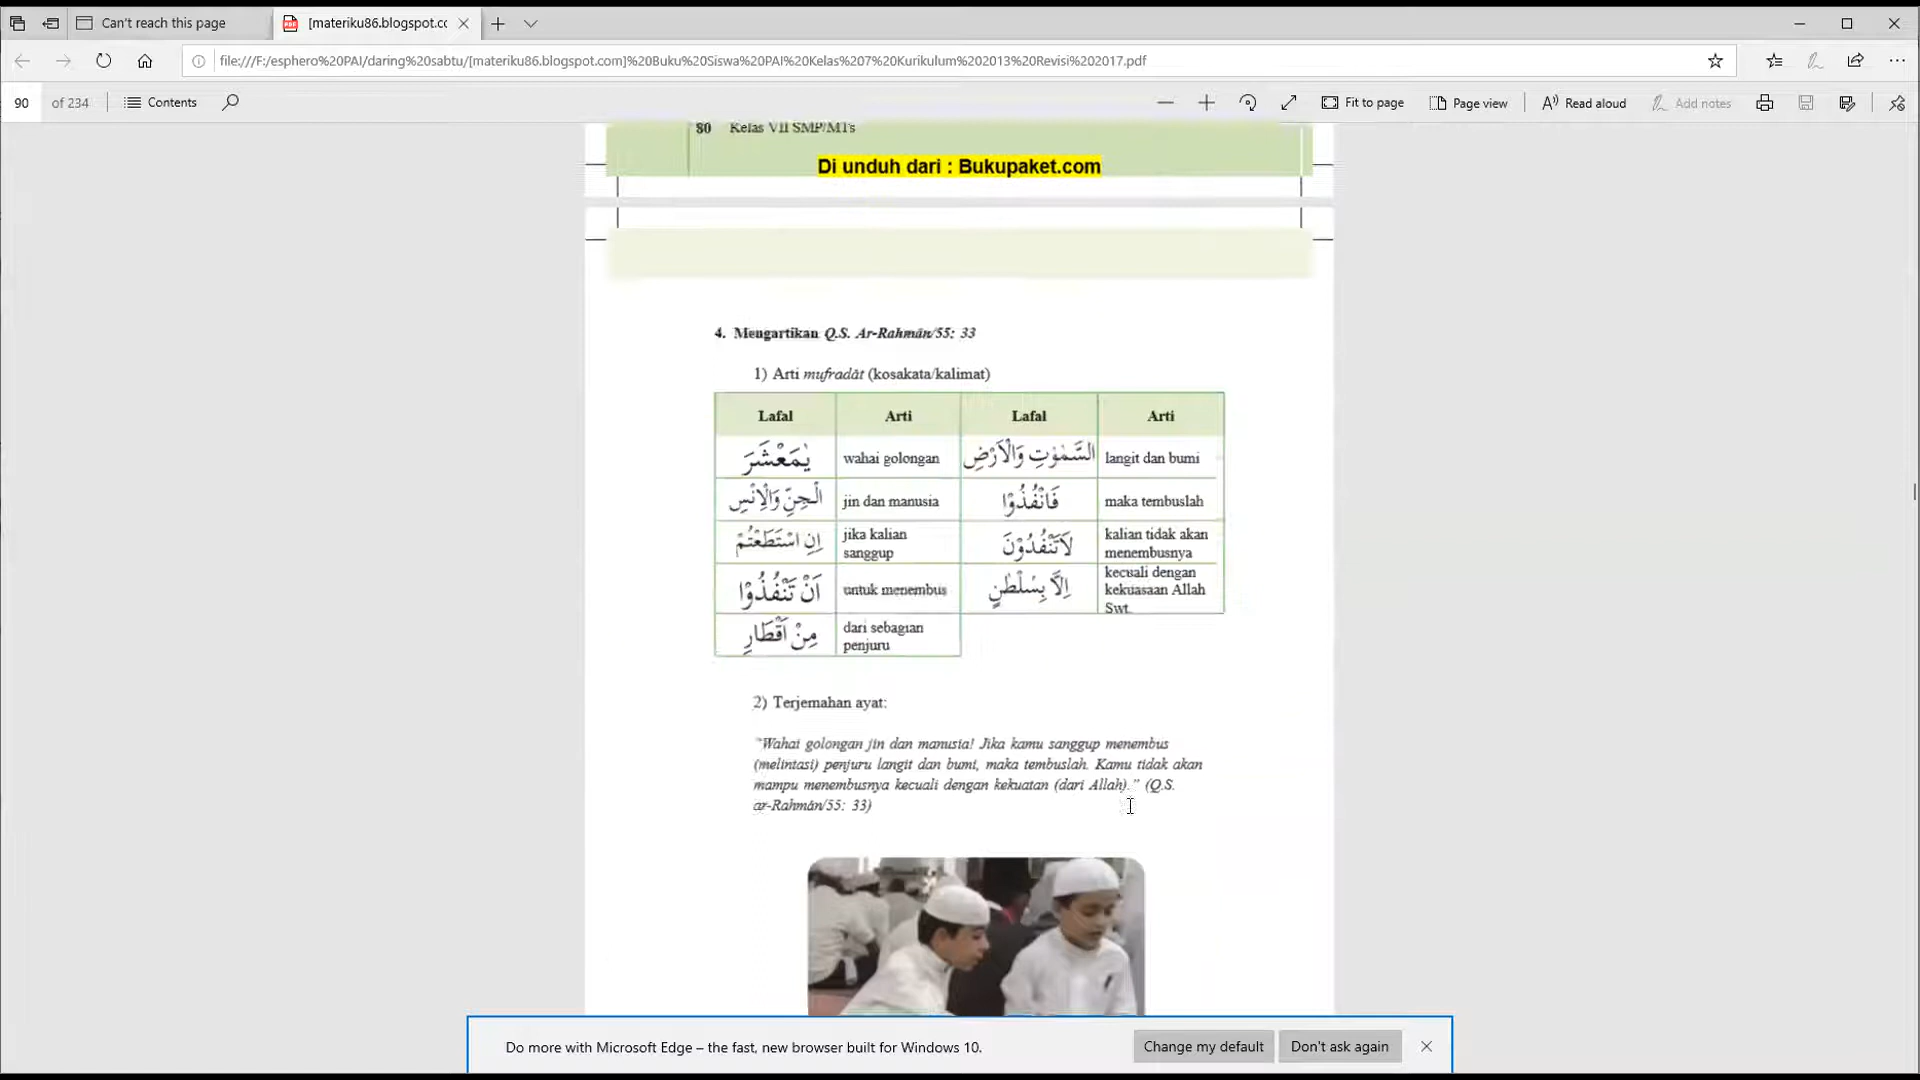 Can't reach this page
[materiku86.blogspot.cc
file:///F:/esphero%20PAI/daring%20sabtu/[materiku86.blogspot.com]%20Buku%20Siswa%20PAI%20Kelas%207%20Kurikulum%202013%20Revisi%202017.pdf
90 of 234 Contents Fit to page Page view Read aloud Add notes
80 Kelas VII SMP/MTs
Di unduh dari : Bukupaket.com
4. Mengartikan Q.S. Ar-Rahmān/55: 33
1) Arti mufradāt (kosakata/kalimat)
Lafal Arti Lafal Arti
يٰمَعْشَرَ wahai golongan السَّمٰوٰتِ وَالْاَرْضِ langit dan bumi
الْجِنِّ وَالْاِنْسِ jin dan manusia فَانْفُذُوْا maka tembuslah
اِنِ اسْتَطَعْتُمْ jika kalian sanggup لَاتَنْفُدُوْنَ kalian tidak akan menembusnya
اَنْ تَنْفُذُوْا untuk menembus اِلَّا بِسُلْطٰنٍ kecuali dengan kekuasaan Allah Swt.
مِنْ اَقْطَارِ dari sebagian penjuru
2) Terjemahan ayat:
"Wahai golongan jin dan manusia! Jika kamu sanggup menembus
(melintasi) penjuru langit dan bumi, maka tembuslah. Kamu tidak akan
mampu menembusnya kecuali dengan kekuatan (dari Allah)." (Q.S.
ar-Rahmān/55: 33)
Do more with Microsoft Edge – the fast, new browser built for Windows 10.
Change my default
Don't ask again